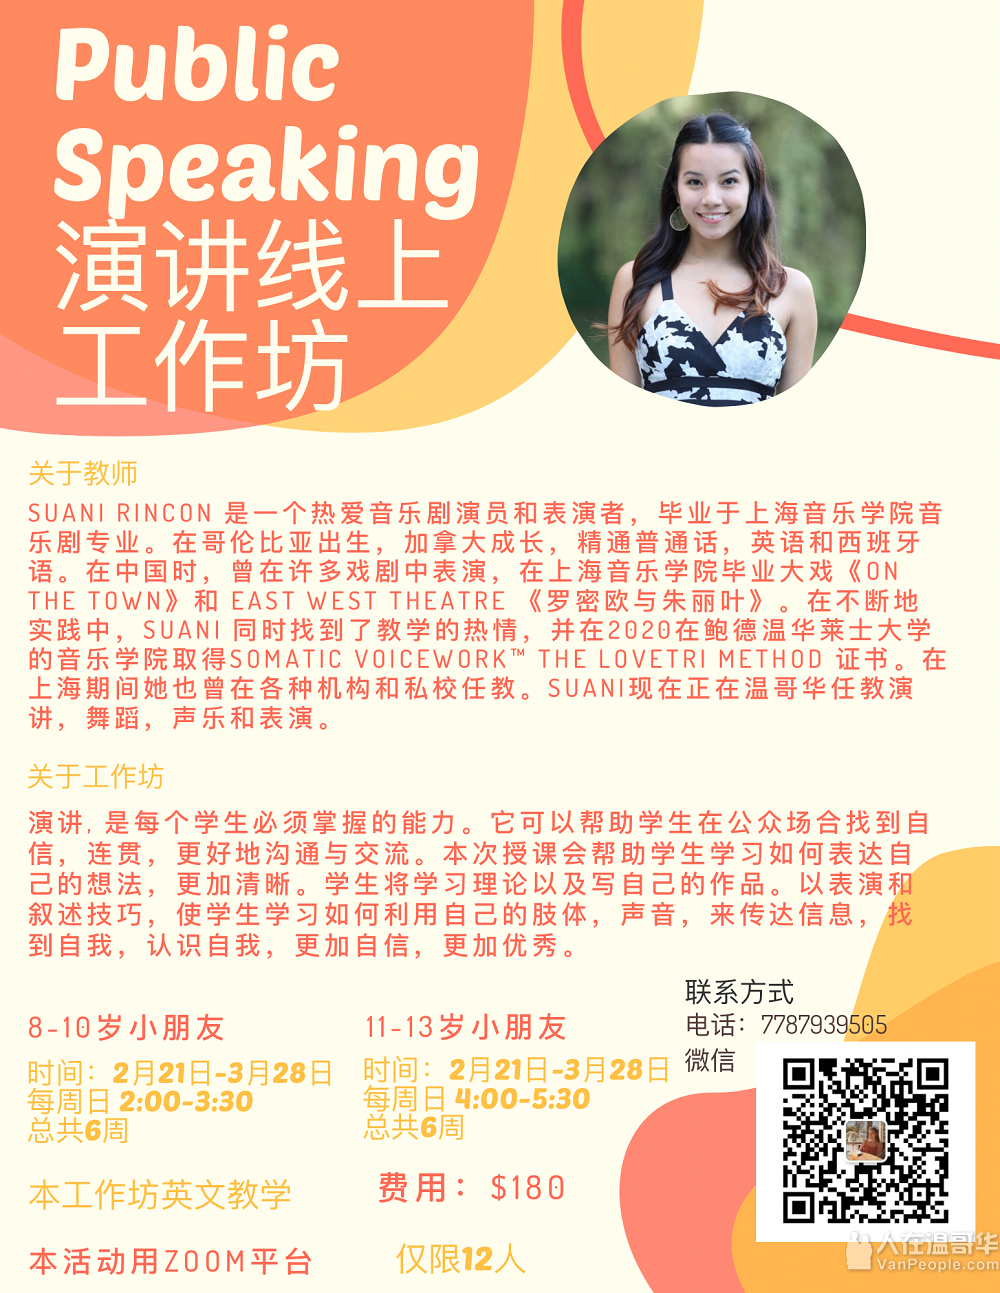 Public
Speaking
演讲线上
工作坊
关于教师
SUANI RINCON 是一个热爱音乐剧演员和表演者，毕业于上海音乐学院音
乐剧专业。在哥伦比亚出生，加拿大成长，精通普通话，英语和西班牙
语。在中国时，曾在许多戏剧中表演，在上海音乐学院毕业大戏《ON
THE TOWN》和 EAST WEST THEATRE 《罗密欧与朱丽叶》。在不断地
实践中，SUANI 同时找到了教学的热情，并在2020在鲍德温华莱士大学
的音乐学院取得SOMATIC VOICEWORK™ THE LOVETRI METHOD 证书。在
上海期间她也曾在各种机构和私校任教。SUANI现在正在温哥华任教演
讲，舞蹈，声乐和表演。
关于工作坊
演讲, 是每个学生必须掌握的能力。它可以帮助学生在公众场合找到自
信，连贯，更好地沟通与交流。本次授课会帮助学生学习如何表达自
己的想法，更加清晰。学生将学习理论以及写自己的作品。以表演和
叙述技巧，使学生学习如何利用自己的肢体，声音，来传达信息，找
到自我，认识自我，更加自信，更加优秀。
8-10岁小朋友
时间：2月21日-3月28日
每周日 2:00-3:30
总共6周
11-13岁小朋友
时间：2月21日-3月28日
每周日 4:00-5:30
总共6周
联系方式
电话：7787939505
微信
本工作坊英文教学
费用：$180
本活动用ZOOM平台
仅限12人
人在温哥华
VanPeople.com